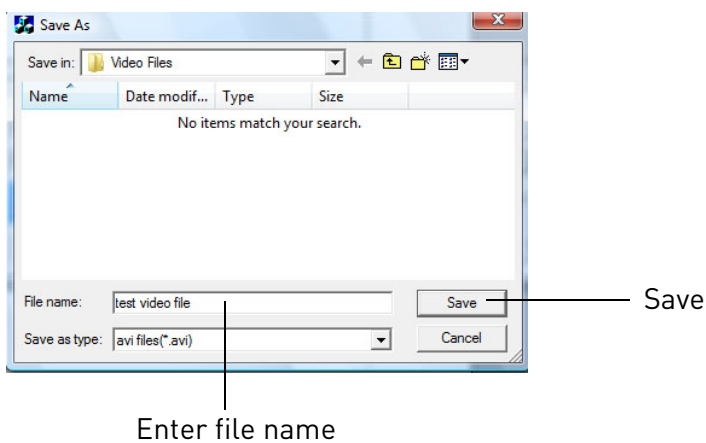 Save As
Save in: Video Files
Name Date modif... Type Size
No items match your search.
File name: test video file Save
Save as type: avi files(*.avi) Cancel
Save
Enter file name